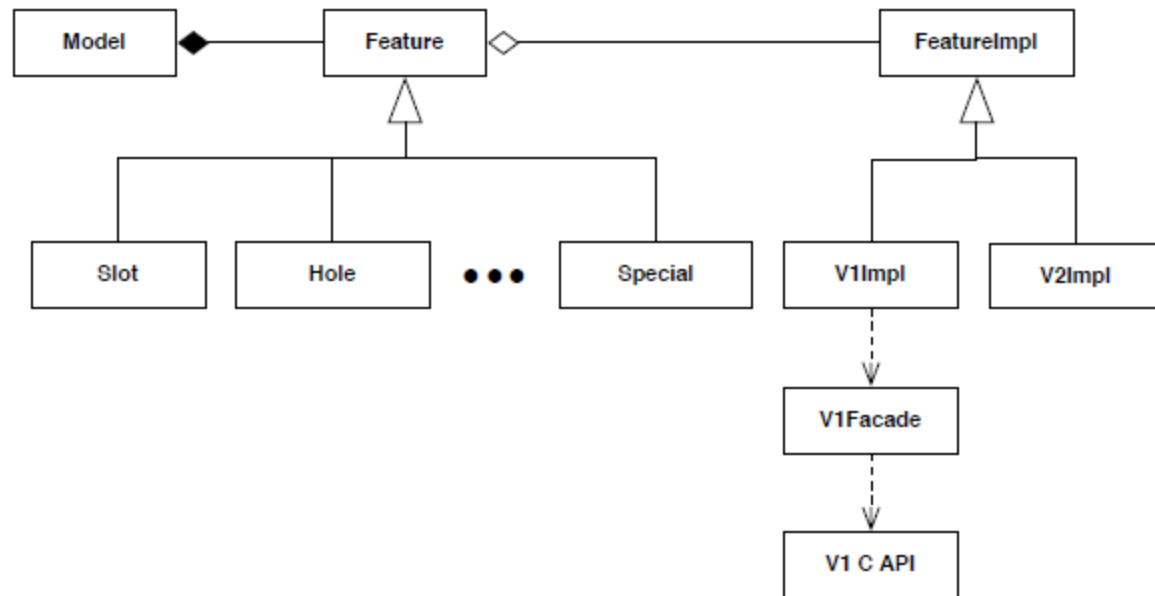 Model
Feature
FeatureImpl
Slot
Hole
Special
V1Impl
V2Impl
V1Facade
V1 C API